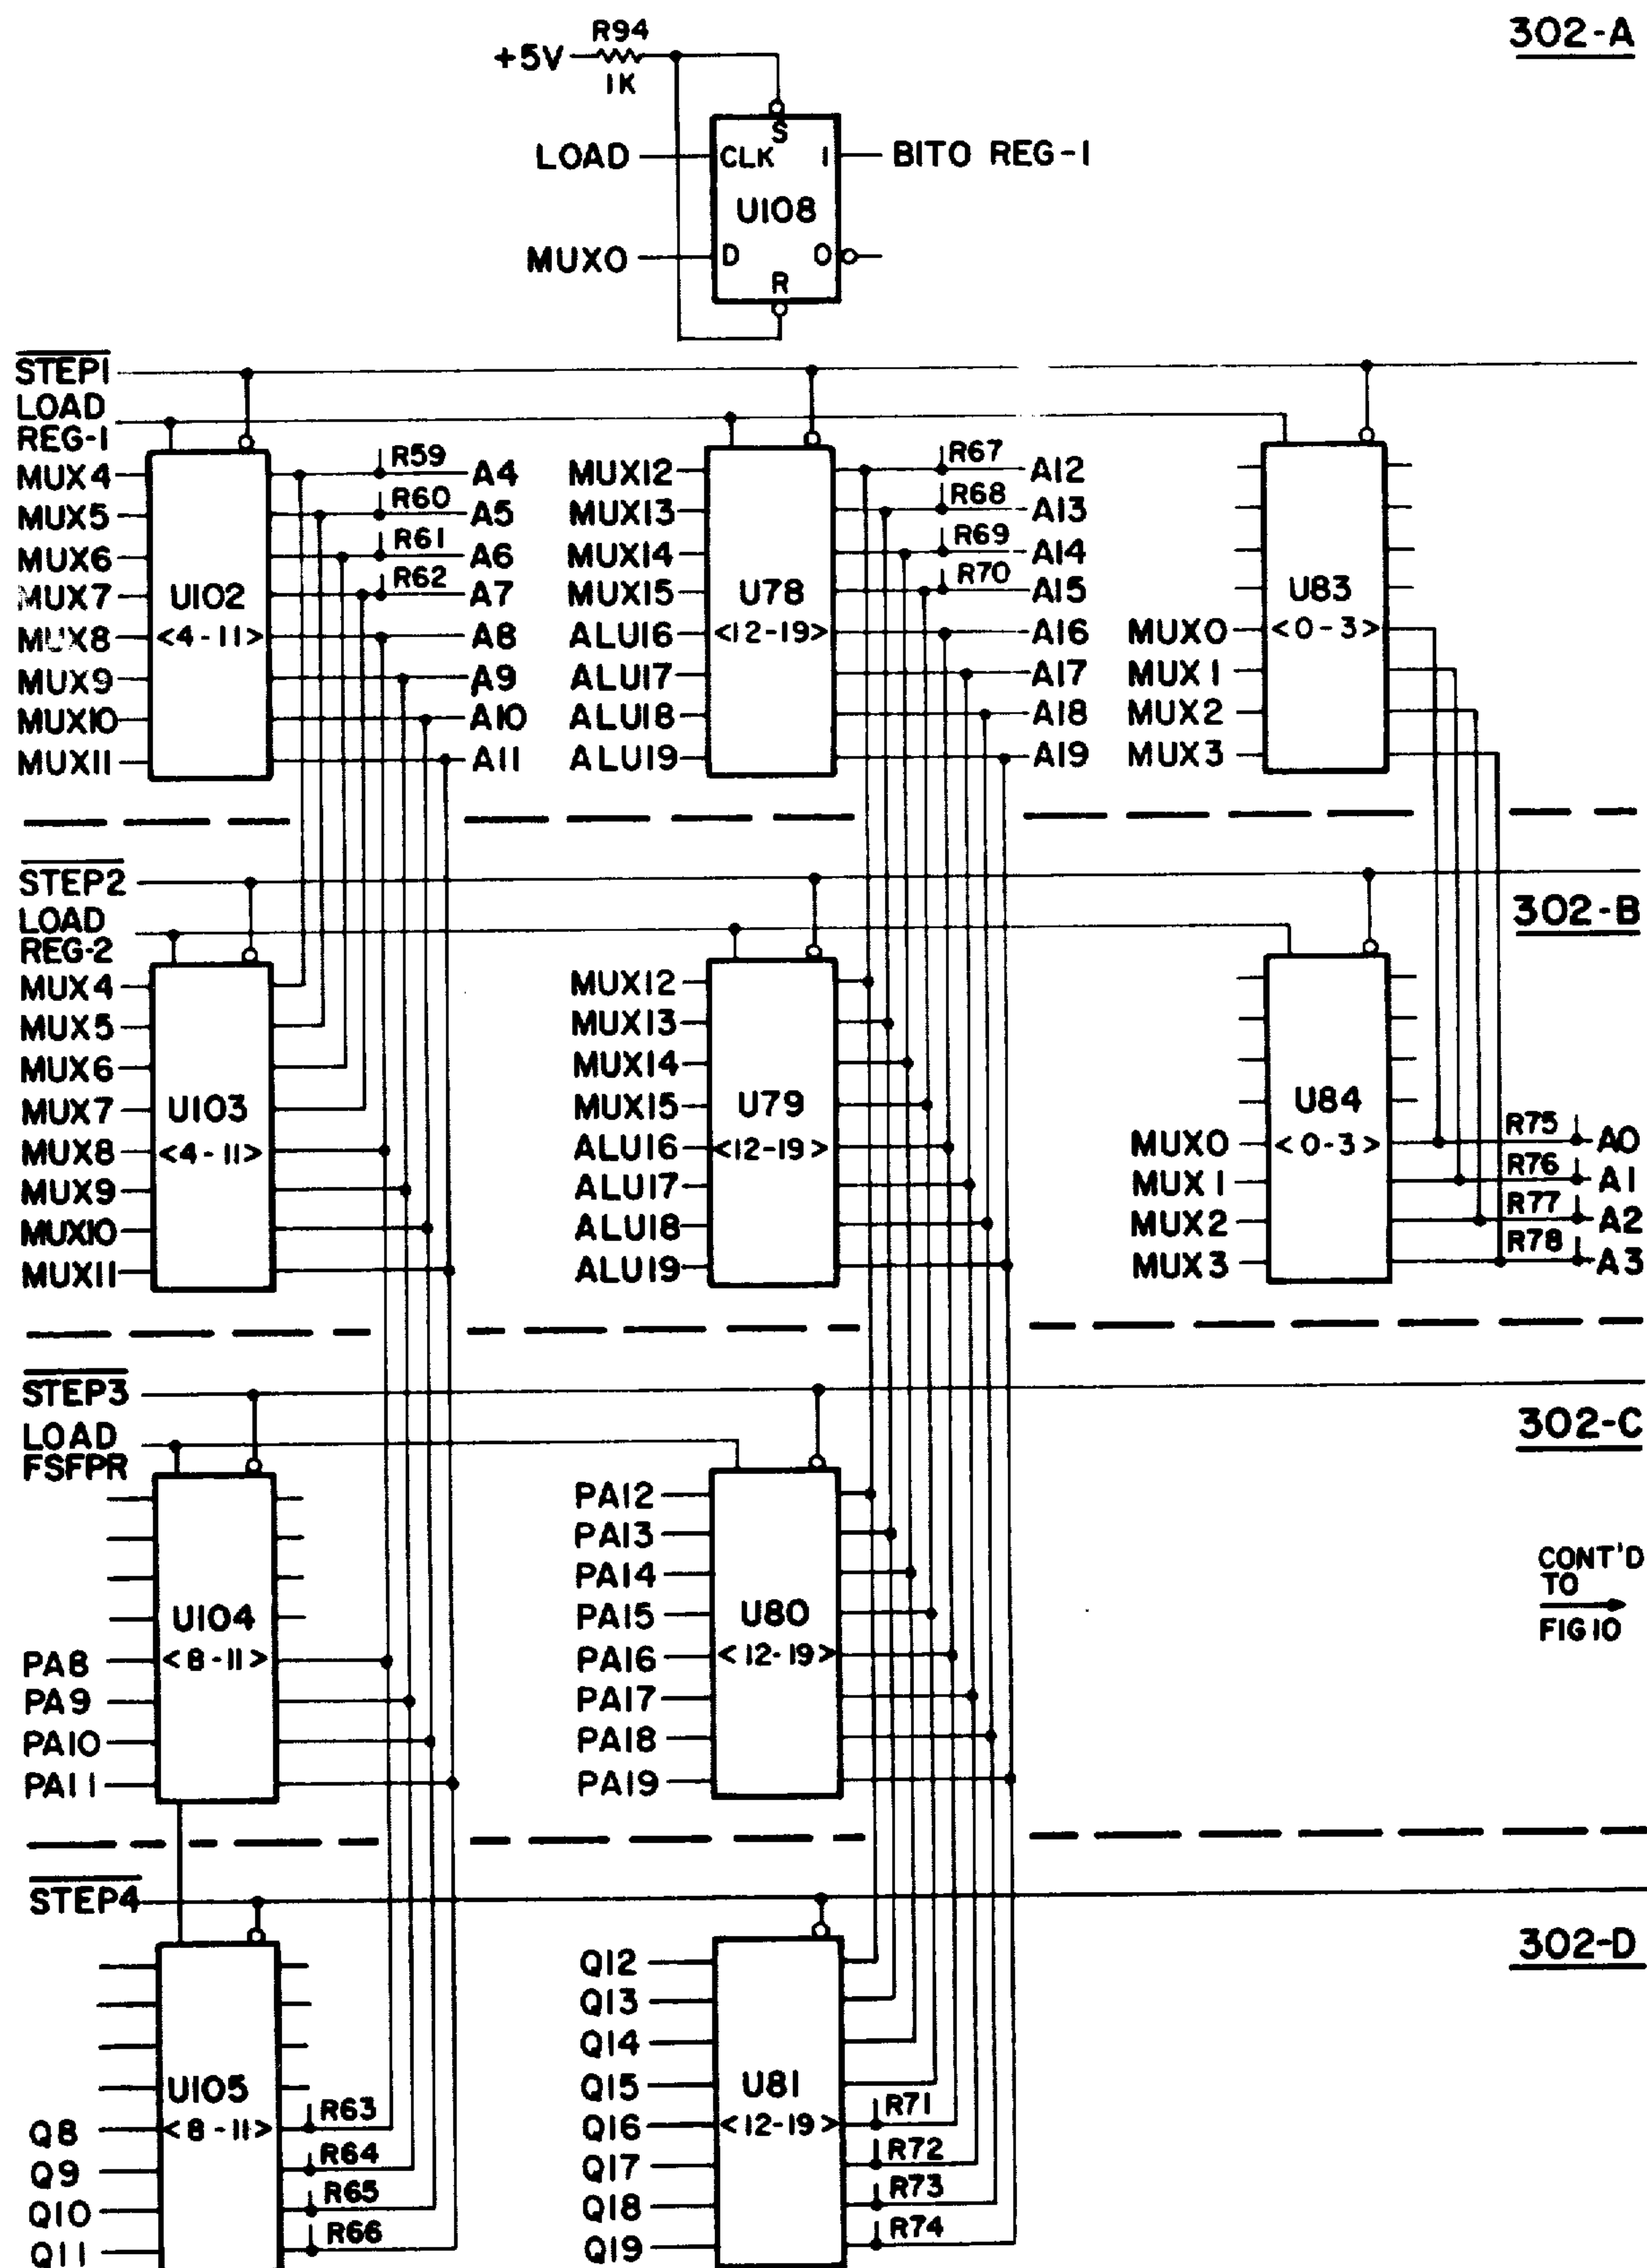 302-A
R94
+5V
1K
S
LOAD
CLK
1
BIT0 REG-1
U108
MUX0
D
0
R
STEP1
LOAD
REG-1
MUX4
MUX5
MUX6
MUX7
MUX8
MUX9
MUX10
MUX11
U102
<4-11>
R59
R60
R61
R62
A4
A5
A6
A7
A8
A9
A10
A11
MUX12
MUX13
MUX14
MUX15
ALU16
ALU17
ALU18
ALU19
U78
<12-19>
R67
R68
R69
R70
A12
A13
A14
A15
A16
A17
A18
A19
MUX0
MUX1
MUX2
MUX3
U83
<0-3>
STEP2
LOAD
REG-2
302-B
MUX4
MUX5
MUX6
MUX7
MUX8
MUX9
MUX10
MUX11
U103
<4-11>
MUX12
MUX13
MUX14
MUX15
ALU16
ALU17
ALU18
ALU19
U79
<12-19>
MUX0
MUX1
MUX2
MUX3
U84
<0-3>
R75
R76
R77
R78
A0
A1
A2
A3
STEP3
LOAD
FSFPR
302-C
PA8
PA9
PA10
PA11
U104
<8-11>
PA12
PA13
PA14
PA15
PA16
PA17
PA18
PA19
U80
<12-19>
CONT'D
TO
FIG 10
STEP4
302-D
Q8
Q9
Q10
Q11
U105
<8-11>
R63
R64
R65
R66
Q12
Q13
Q14
Q15
Q16
Q17
Q18
Q19
U81
<12-19>
R71
R72
R73
R74